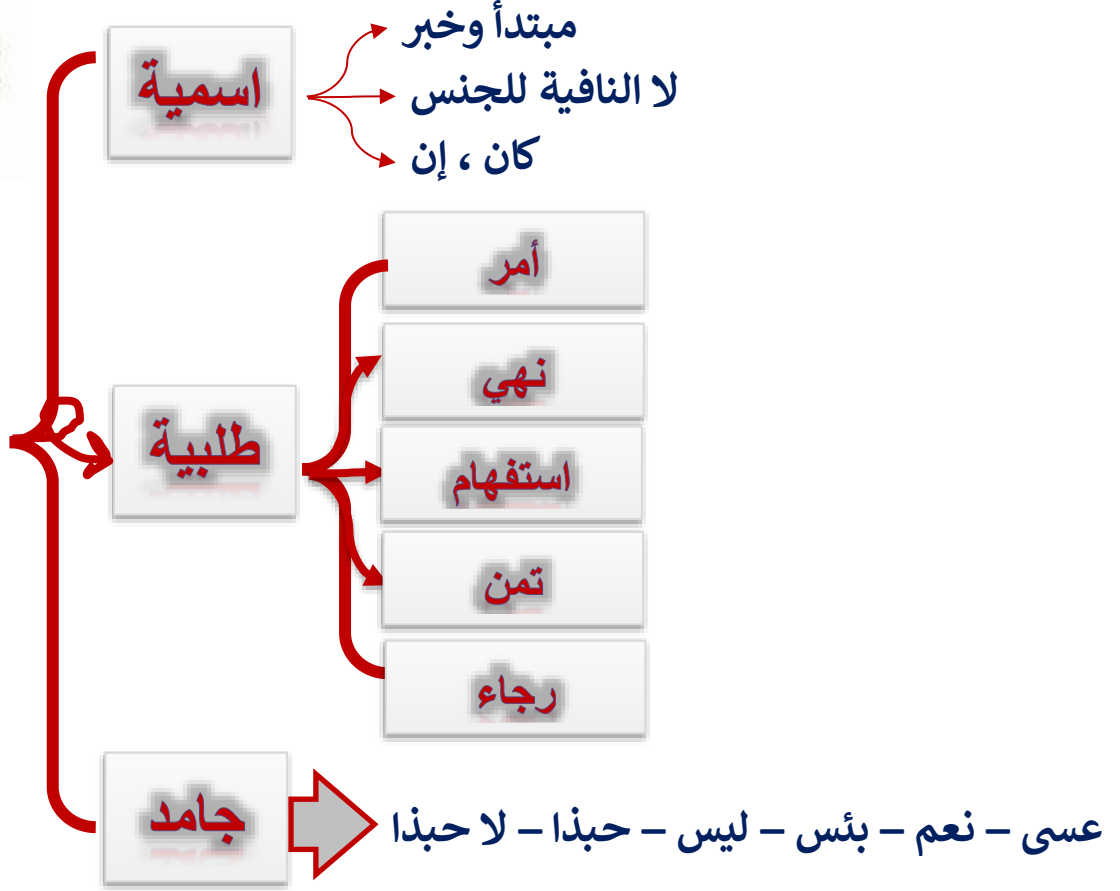 اسمية
مبتدأ وخبر
لا النافية للجنس
كان ، إن
طلبية
أمر
نهي
استفهام
تمن
رجاء
جامد
عسى – نعم – بئس – ليس – حبذا – لا حبذا